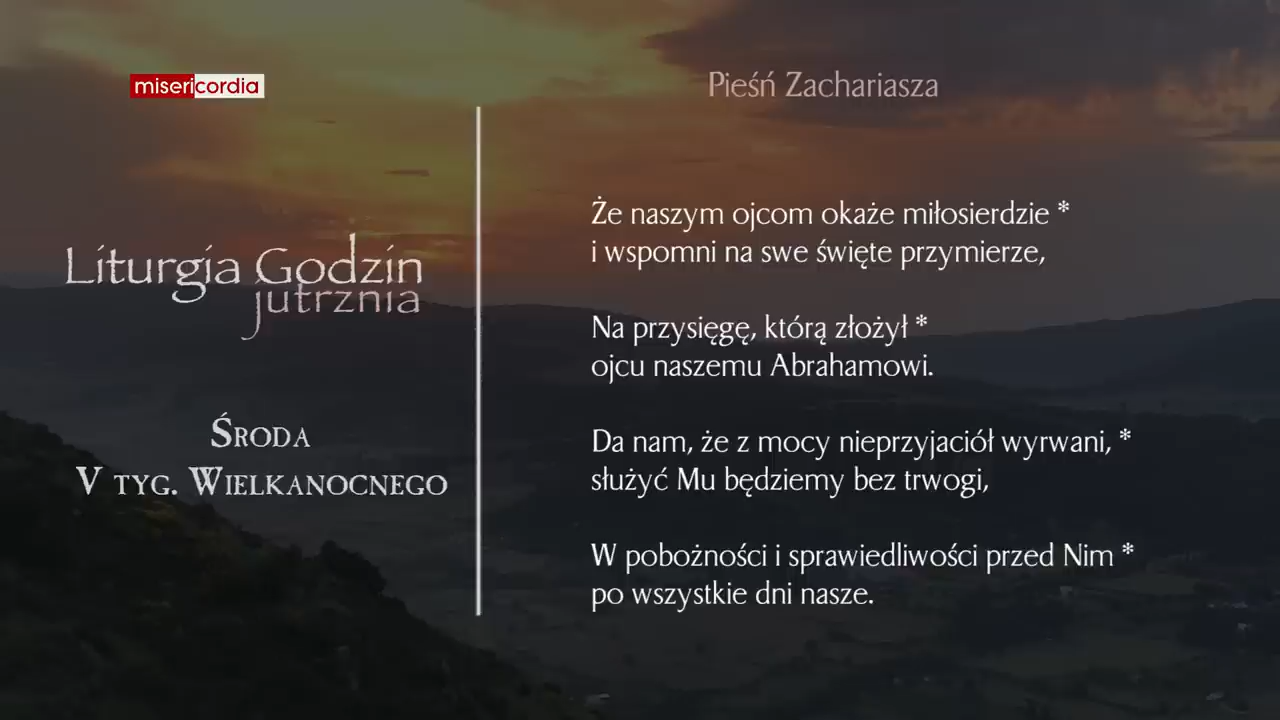 misericordia
Liturgia Godzin
jutrznia
Środa
V tyg. Wielkanocnego
Pieśń Zachariasza
Że naszym ojcom okaże miłosierdzie *
i wspomni na swe święte przymierze,
Na przysięgę, którą złożył *
ojcu naszemu Abrahamowi.
Da nam, że z mocy nieprzyjaciół wyrwani, *
służyć Mu będziemy bez trwogi,
W pobożności i sprawiedliwości przed Nim *
po wszystkie dni nasze.